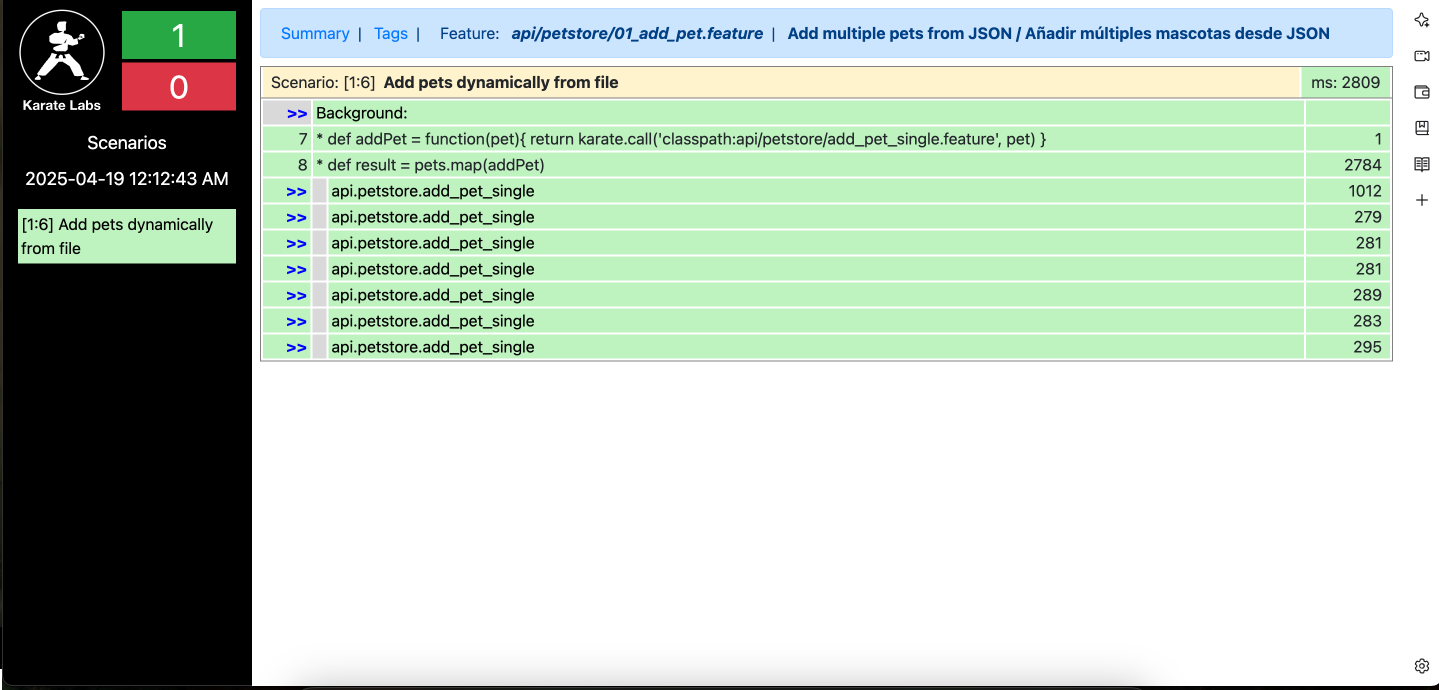 Karate Labs
1
0
Scenarios
2025-04-19 12:12:43 AM
[1:6] Add pets dynamically
from file
Summary | Tags | Feature: api/petstore/01_add_pet.feature | Add multiple pets from JSON / Añadir múltiples mascotas desde JSON
Scenario: [1:6] Add pets dynamically from file ms: 2809
>> Background:
7 * def addPet = function(pet){ return karate.call('classpath:api/petstore/add_pet_single.feature', pet) } 1
8 * def result = pets.map(addPet) 2784
>> api.petstore.add_pet_single 1012
>> api.petstore.add_pet_single 279
>> api.petstore.add_pet_single 281
>> api.petstore.add_pet_single 281
>> api.petstore.add_pet_single 289
>> api.petstore.add_pet_single 283
>> api.petstore.add_pet_single 295